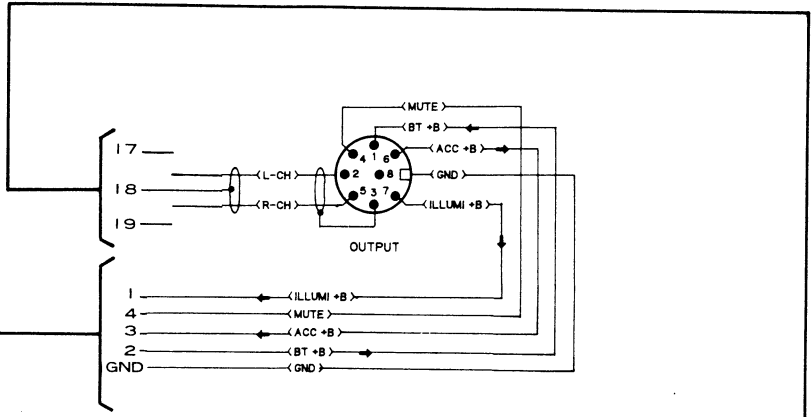 MUTE
BT +B
17
4 1 6
ACC +B
L-CH
2 8
GND
18
5 3 7
R-CH
ILLUMI +B
19
OUTPUT
1 ILLUMI +B
4 MUTE
3 ACC +B
2 BT +B
GND GND